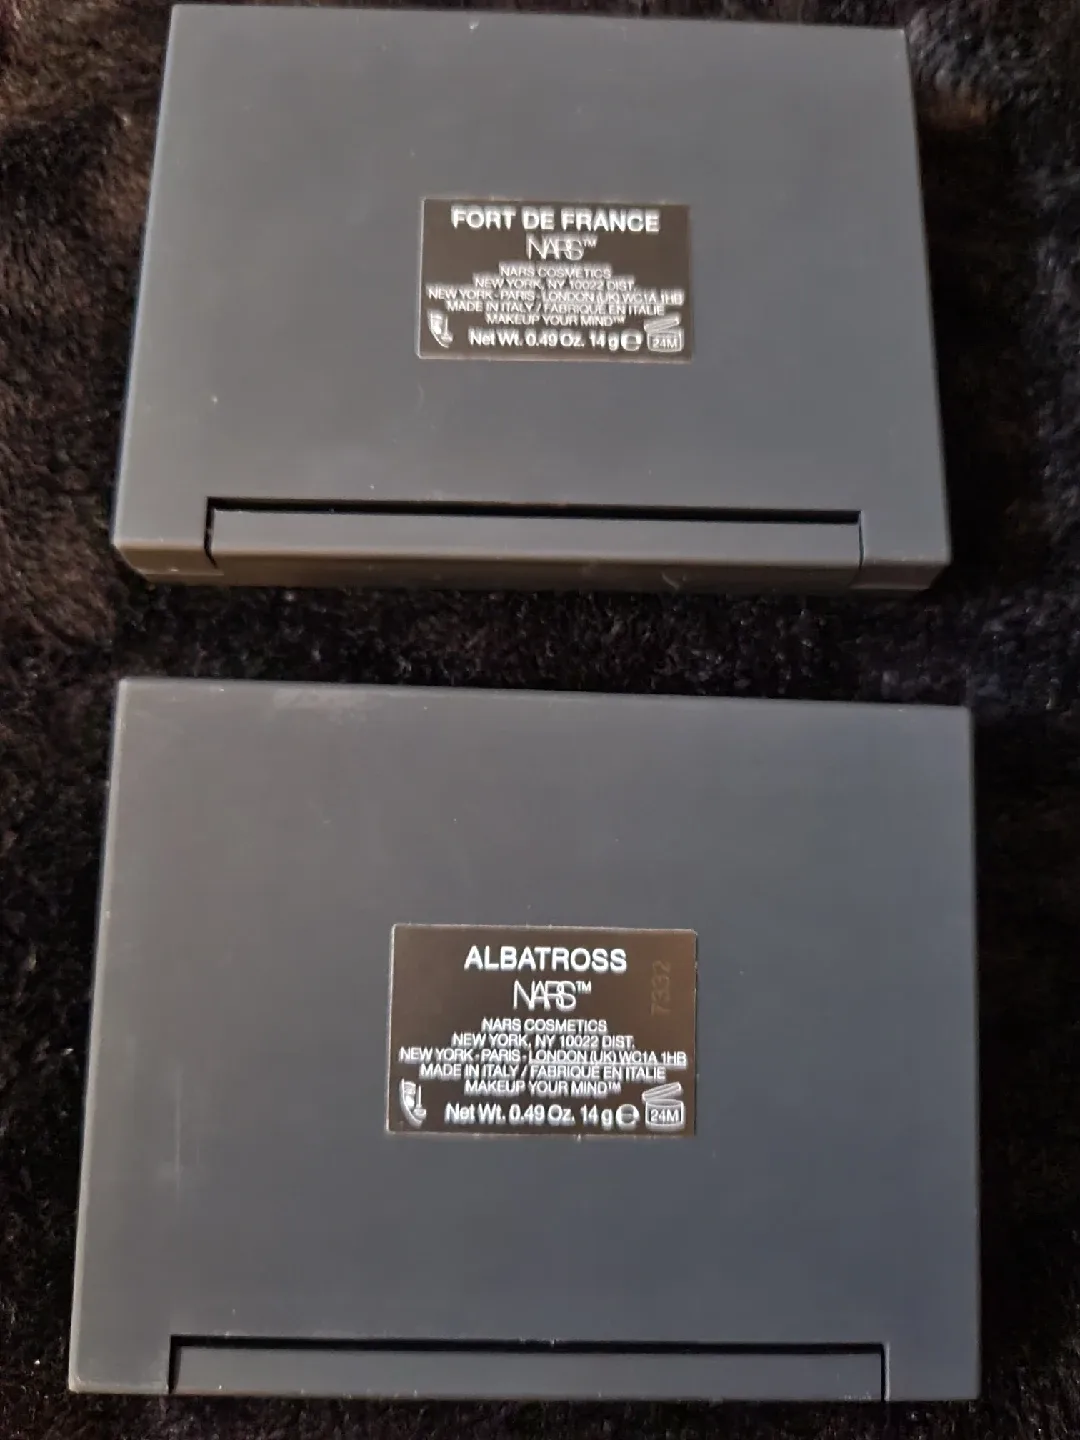 FORT DE FRANCE
NARS™
NARS COSMETICS
NEW YORK, NY 10022 DIST.
NEW YORK - PARIS - LONDON (UK) WC1A 1HB
MADE IN ITALY / FABRIQUÉ EN ITALIE
MAKEUP YOUR MIND™
Net Wt. 0.49 Oz. 14 g ℮ 24M
ALBATROSS
NARS™
7332
NARS COSMETICS
NEW YORK, NY 10022 DIST.
NEW YORK - PARIS - LONDON (UK) WC1A 1HB
MADE IN ITALY / FABRIQUÉ EN ITALIE
MAKEUP YOUR MIND™
Net Wt. 0.49 Oz. 14 g ℮ 24M